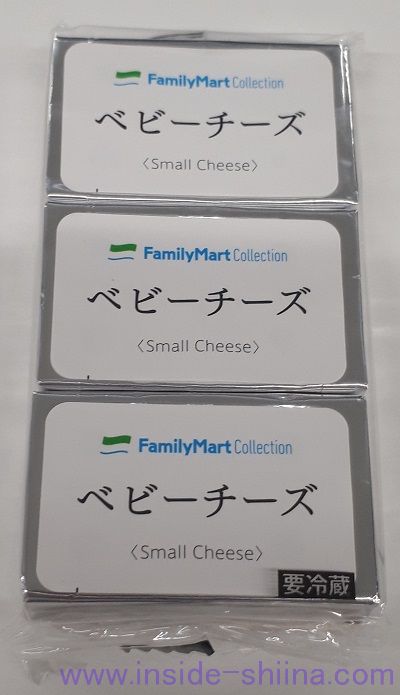 FamilyMart Collection
ベビーチーズ
〈Small Cheese〉
FamilyMart Collection
ベビーチーズ
〈Small Cheese〉
FamilyMart Collection
ベビーチーズ
〈Small Cheese〉
要冷蔵
www.inside-shiina.com